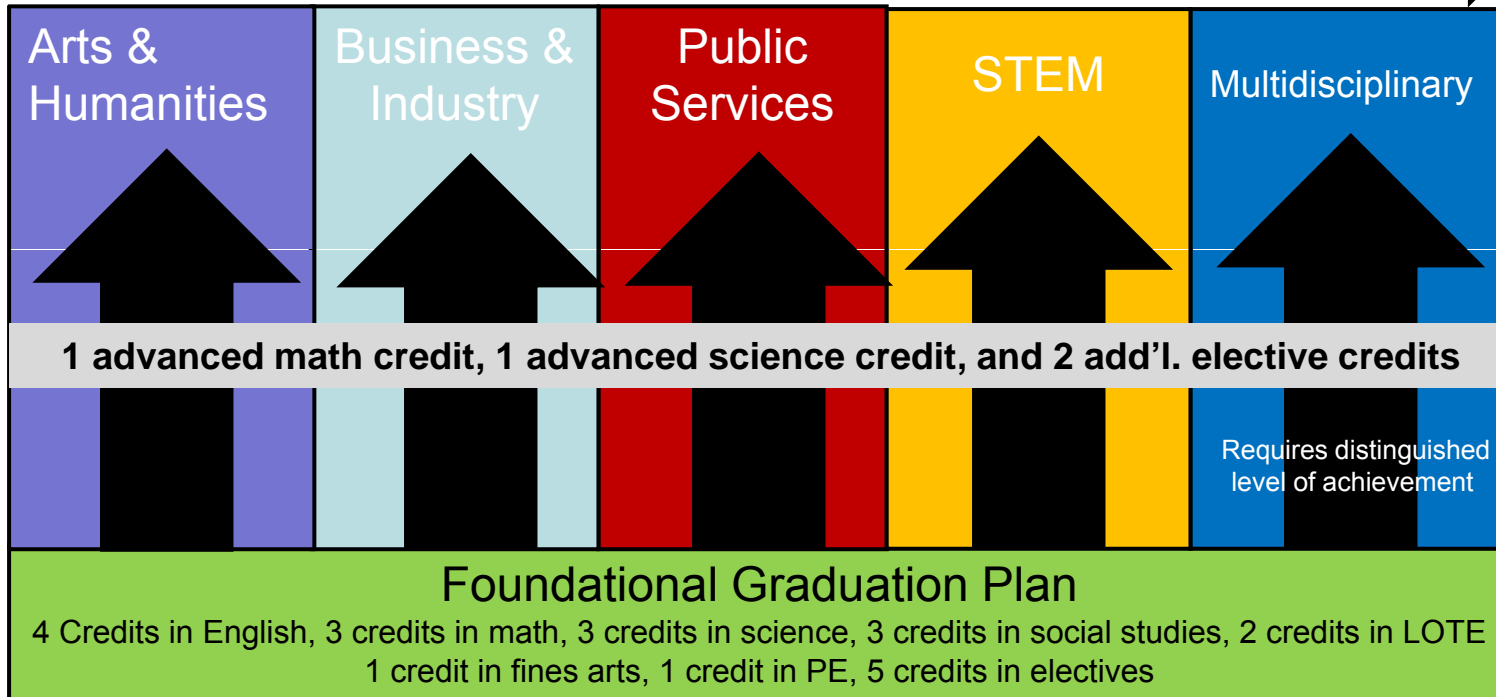 Arts &
Humanities
Business &
Industry
Public
Services
STEM
Multidisciplinary
1 advanced math credit, 1 advanced science credit, and 2 add’l. elective credits
Requires distinguished
level of achievement
Foundational Graduation Plan
4 Credits in English, 3 credits in math, 3 credits in science, 3 credits in social studies, 2 credits in LOTE
1 credit in fines arts, 1 credit in PE, 5 credits in electives